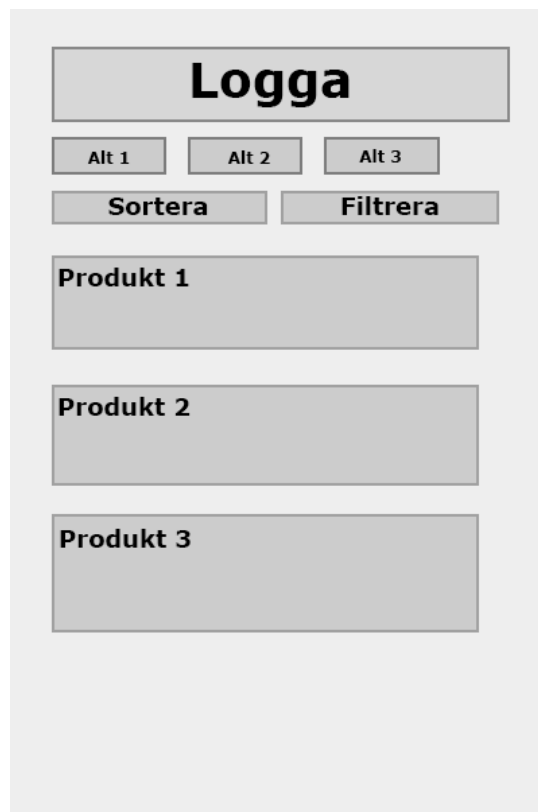 Logga
Alt 1 Alt 2 Alt 3
Sortera Filtrera
Produkt 1
Produkt 2
Produkt 3